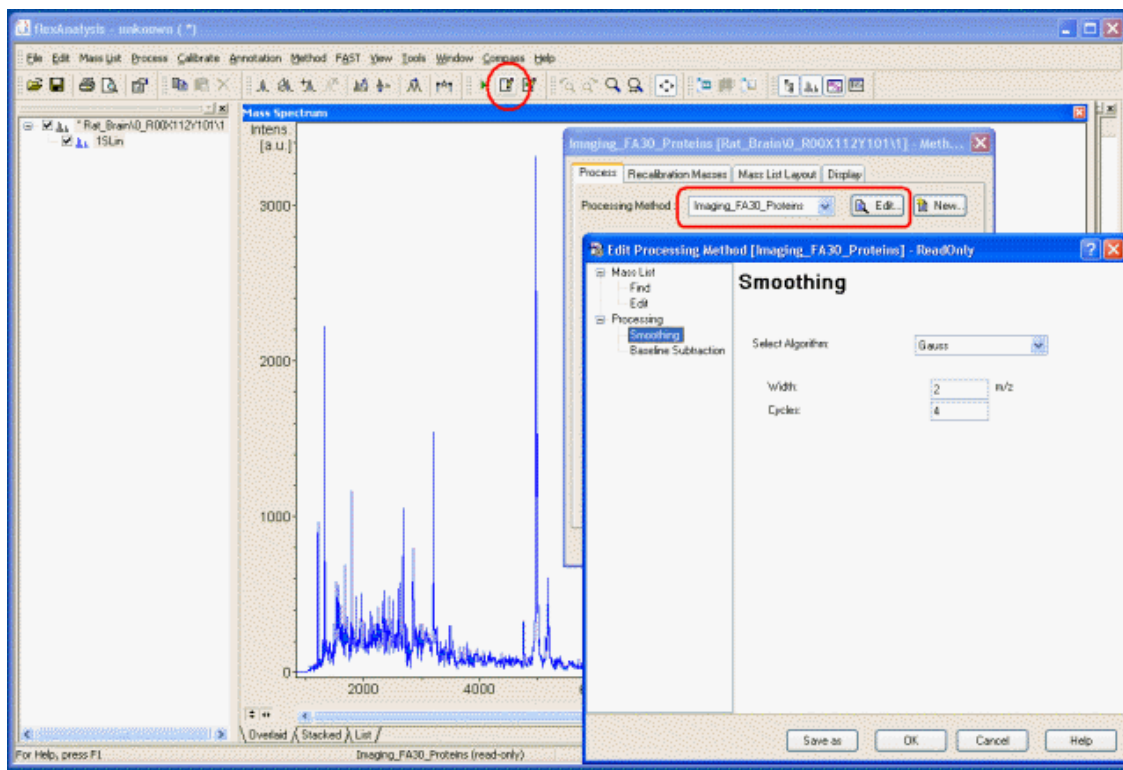 flexAnalysis - unknown ( *)
File Edit Mass List Process Calibrate Annotation Method FAST View Tools Window Compass Help
Mass Spectrum
* Rat_Brain\0_R00X112Y101\1
1SLin
Intens.
[a.u.]
3000
2000
1000
0
2000 4000
Imaging_FA30_Proteins [Rat_Brain\0_R00X112Y101\1] - Meth...
Process Recalibration Masses Mass List Layout Display
Processing Method : Imaging_FA30_Proteins Edit... New...
Edit Processing Method [Imaging_FA30_Proteins] - ReadOnly
Mass List
Find
Edit
Processing
Smoothing
Baseline Subtraction
Smoothing
Select Algorithm: Gauss
Width: 2 m/z
Cycles: 4
Save as OK Cancel Help
Overlaid Stacked List
For Help, press F1 Imaging_FA30_Proteins (read-only)